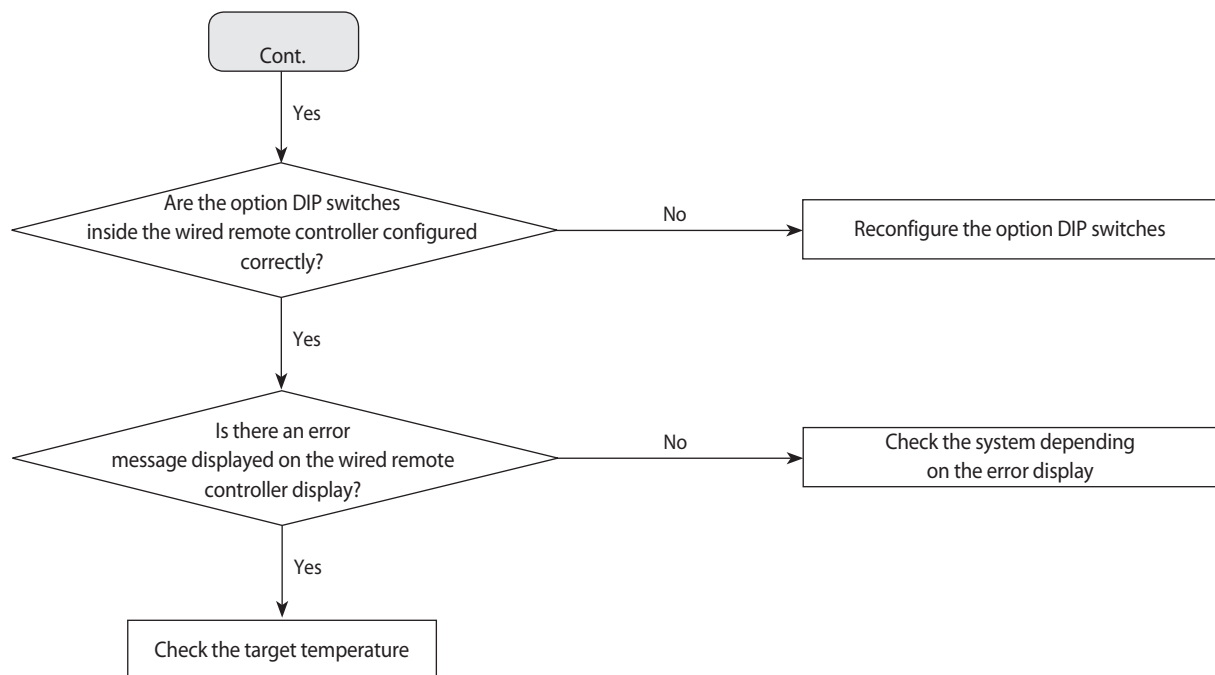 Cont.
Yes
Are the option DIP switches
inside the wired remote controller configured
correctly?
No
Reconfigure the option DIP switches
Yes
Is there an error
message displayed on the wired remote
controller display?
No
Check the system depending
on the error display
Yes
Check the target temperature